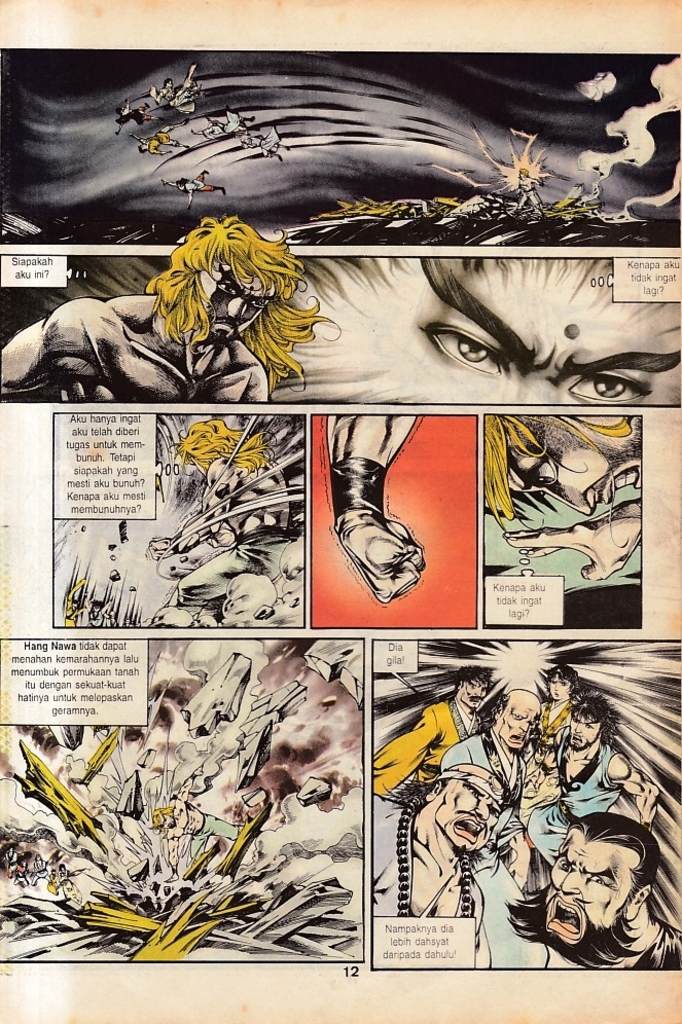 Siapakah
aku ini?
Kenapa aku
tidak ingat
lagi?
Aku hanya ingat
aku telah diberi
tugas untuk mem-
bunuh. Tetapi
siapakah yang
mesti aku bunuh?
Kenapa aku mesti
membunuhnya?
Kenapa aku
tidak ingat
lagi?
Hang Nawa tidak dapat
menahan kemarahannya lalu
menumbuk permukaan tanah
itu dengan sekuat-kuat
hatinya untuk melepaskan
geramnya.
Dia
gila!
Nampaknya dia
lebih dahsyat
daripada dahulu!
12